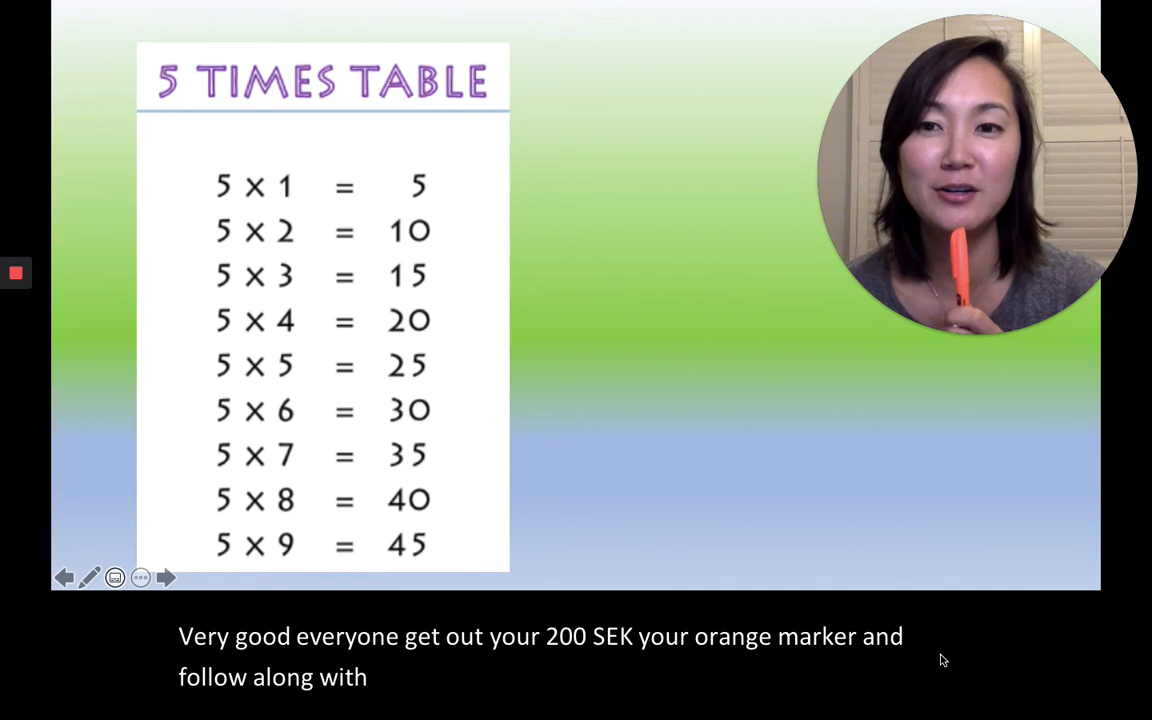 5 TIMES TABLE
5 x 1 = 5
5 x 2 = 10
5 x 3 = 15
5 x 4 = 20
5 x 5 = 25
5 x 6 = 30
5 x 7 = 35
5 x 8 = 40
5 x 9 = 45
Very good everyone get out your 200 SEK your orange marker and
follow along with